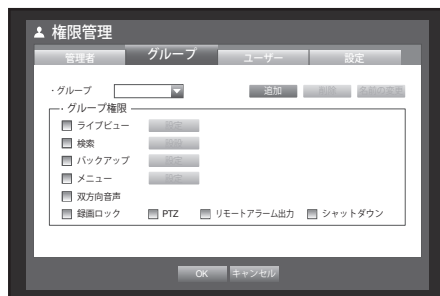 権限管理
管理者 グループ ユーザー 設定
・グループ 追加 削除 名前の変更
・グループ権限
ライブビュー 設定
検索 設定
バックアップ 設定
メニュー 設定
双方向音声
録画ロック PTZ リモートアラーム出力 シャットダウン
OK キャンセル